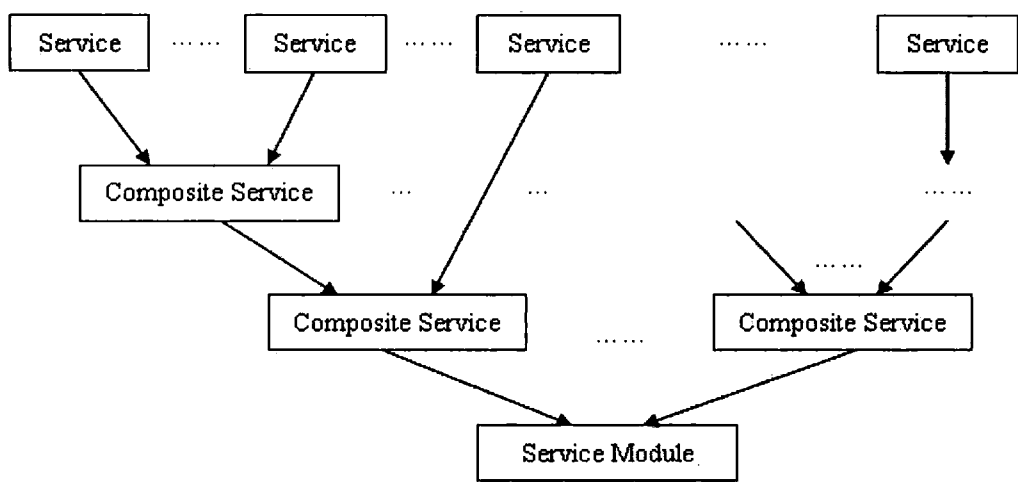 Service …… Service …… Service …… Service
Composite Service … … ……
……
Composite Service …… Composite Service
Service Module